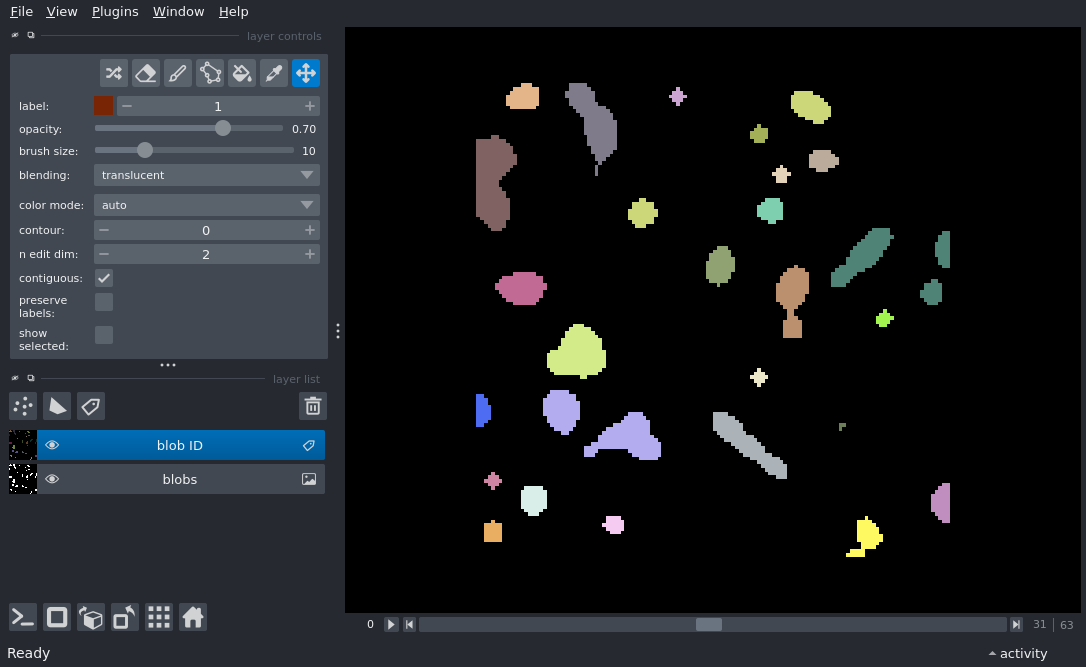 File View Plugins Window Help
layer controls
label: 1
opacity: 0.70
brush size: 10
blending: translucent
color mode: auto
contour: 0
n edit dim: 2
contiguous:
preserve
labels:
show
selected:
layer list
blob ID
blobs
0 31 63
Ready activity